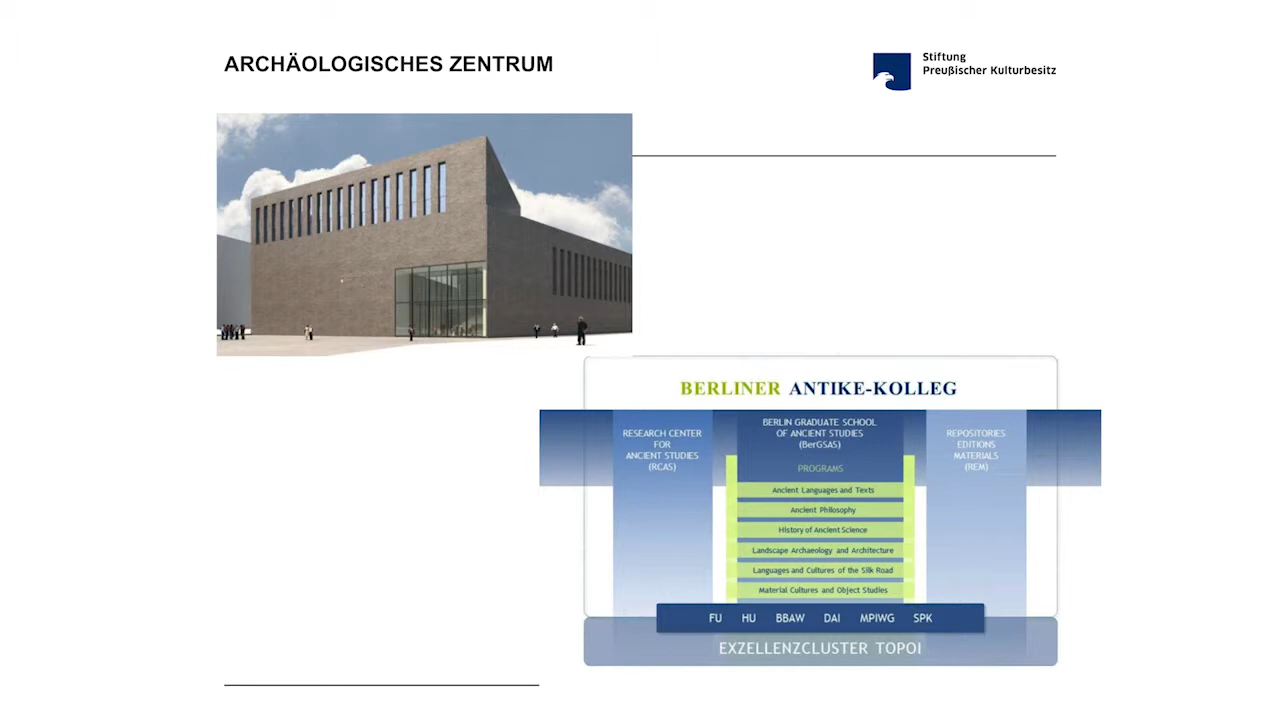 ARCHÄOLOGISCHES ZENTRUM
Stiftung
Preußischer Kulturbesitz
BERLINER ANTIKE-KOLLEG
RESEARCH CENTER
FOR
ANCIENT STUDIES
(RCAS)
BERLIN GRADUATE SCHOOL
OF ANCIENT STUDIES
(BerGSAS)
PROGRAMS
Ancient Languages and Texts
Ancient Philosophy
History of Ancient Science
Landscape Archaeology and Architecture
Languages and Cultures of the Silk Road
Material Cultures and Object Studies
REPOSITORIES
EDITIONS
MATERIALS
(REM)
FU HU BBAW DAI MPIWG SPK
EXZELLENZCLUSTER TOPOI